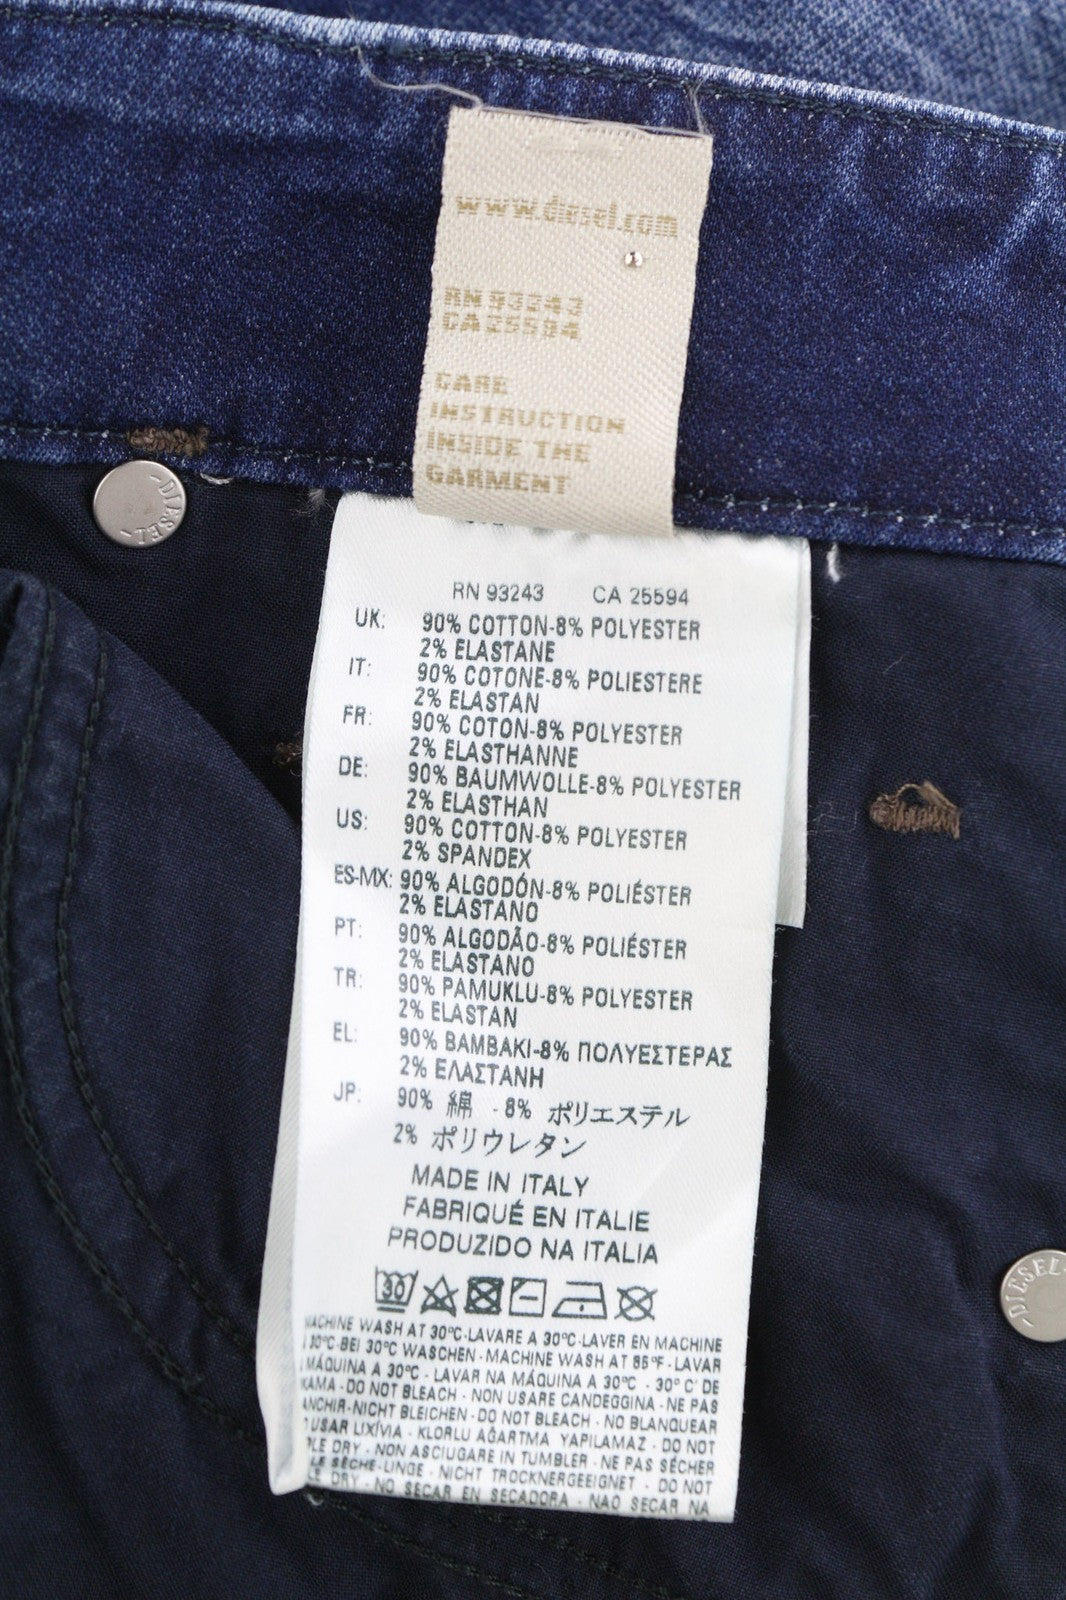 www.diesel.com
RN 93243
CA 25594
CARE
INSTRUCTION
INSIDE THE
GARMENT
DIESEL
RN 93243 CA 25594
UK: 90% COTTON-8% POLYESTER
2% ELASTANE
IT: 90% COTONE-8% POLIESTERE
2% ELASTAN
FR: 90% COTON-8% POLYESTER
2% ELASTHANNE
DE: 90% BAUMWOLLE-8% POLYESTER
2% ELASTHAN
US: 90% COTTON-8% POLYESTER
2% SPANDEX
ES-MX: 90% ALGODÓN-8% POLIÉSTER
2% ELASTANO
PT: 90% ALGODÃO-8% POLIÉSTER
2% ELASTANO
TR: 90% PAMUKLU-8% POLYESTER
2% ELASTAN
EL: 90% ΒΑΜΒΑΚΙ-8% ΠΟΛΥΕΣΤΕΡΑΣ
2% ΕΛΑΣΤΑΝΗ
JP: 90% 綿 -8% ポリエステル
2% ポリウレタン
MADE IN ITALY
FABRIQUÉ EN ITALIE
PRODUZIDO NA ITALIA
30
MACHINE WASH AT 30°C-LAVARE A 30°C-LAVER EN MACHINE
30°C-BEI 30°C WASCHEN - MACHINE WASH AT 86°F - LAVAR
MÁQUINA A 30°C - LAVAR NA MÁQUINA A 30°C - 30°C' DE
DO NOT BLEACH - NON USARE CANDEGGINA - NE PAS
NICHT BLEICHEN - DO NOT BLEACH - NO BLANQUEAR
USAR LIXÍVIA - KLORLU AĞARTMA YAPILAMAZ - DO NOT
DRY - NON ASCIUGARE IN TUMBLER - NE PAS SÉCHER
SÈCHE-LINGE - NICHT TROCKNERGEEIGNET - DO NOT
DRY - NO SECAR EN SECADORA - NAO SECAR NA
DIESEL